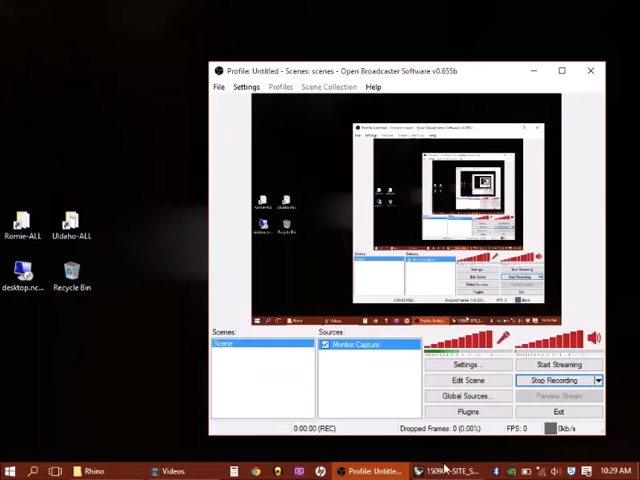 Profile: Untitled - Scenes: scenes - Open Broadcaster Software v0.655b
File Settings Profiles Scene Collection Help
Romie-ALL
UIdaho-ALL
desktop.nc...
Recycle Bin
Scenes:
Sources:
Scene
Monitor Capture
Settings...
Start Streaming
Edit Scene
Stop Recording
Global Sources...
Preview Stream
Plugins
Exit
0:00:00 (REC)
Dropped Frames: 0 (0.00%)
FPS: 0
0kb/s
Rhino
Videos
Profile: Untitle...
10:29 AM